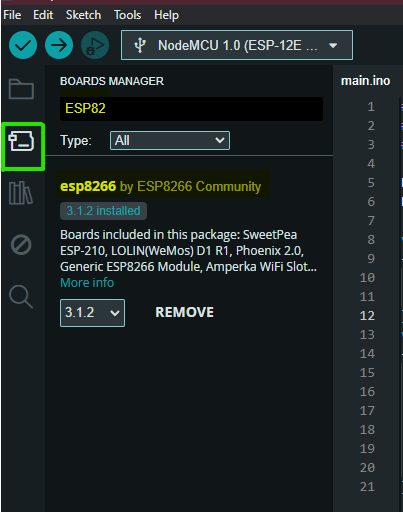 File Edit Sketch Tools Help
NodeMCU 1.0 (ESP-12E ...
BOARDS MANAGER
ESP82
Type: All
esp8266 by ESP8266 Community
3.1.2 installed
Boards included in this package: SweetPea
ESP-210, LOLIN(WeMos) D1 R1, Phoenix 2.0,
Generic ESP8266 Module, Amperka WiFi Slot...
More info
3.1.2 REMOVE
main.ino
1
2
3
4
5
6
7
8
9
10
11
12
13
14
15
16
17
18
19
20
21